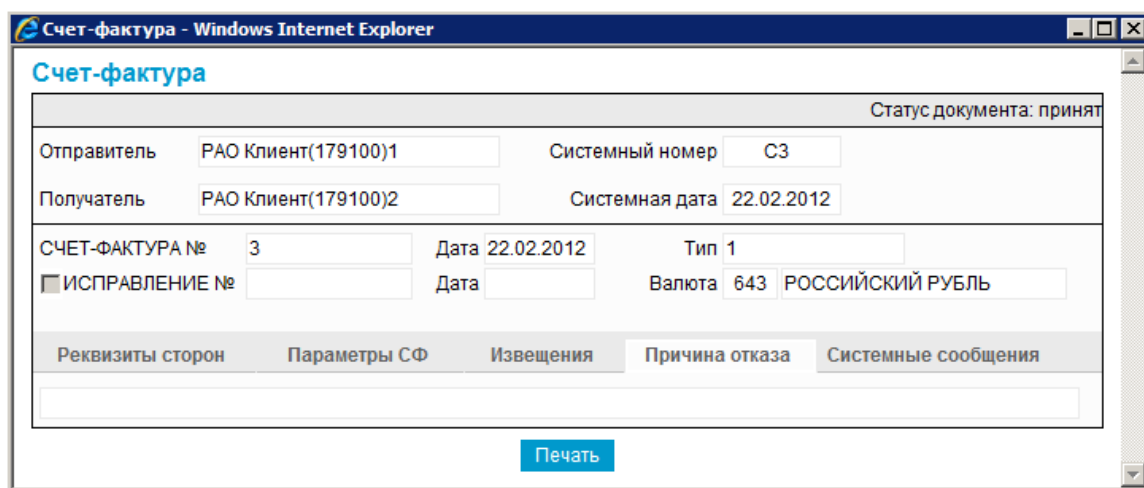 Счет-фактура - Windows Internet Explorer
Счет-фактура
Статус документа: принят
Отправитель РАО Клиент(179100)1 Системный номер С3
Получатель РАО Клиент(179100)2 Системная дата 22.02.2012
СЧЕТ-ФАКТУРА № 3 Дата 22.02.2012 Тип 1
ИСПРАВЛЕНИЕ № Дата Валюта 643 РОССИЙСКИЙ РУБЛЬ
Реквизиты сторон Параметры СФ Извещения Причина отказа Системные сообщения
Печать